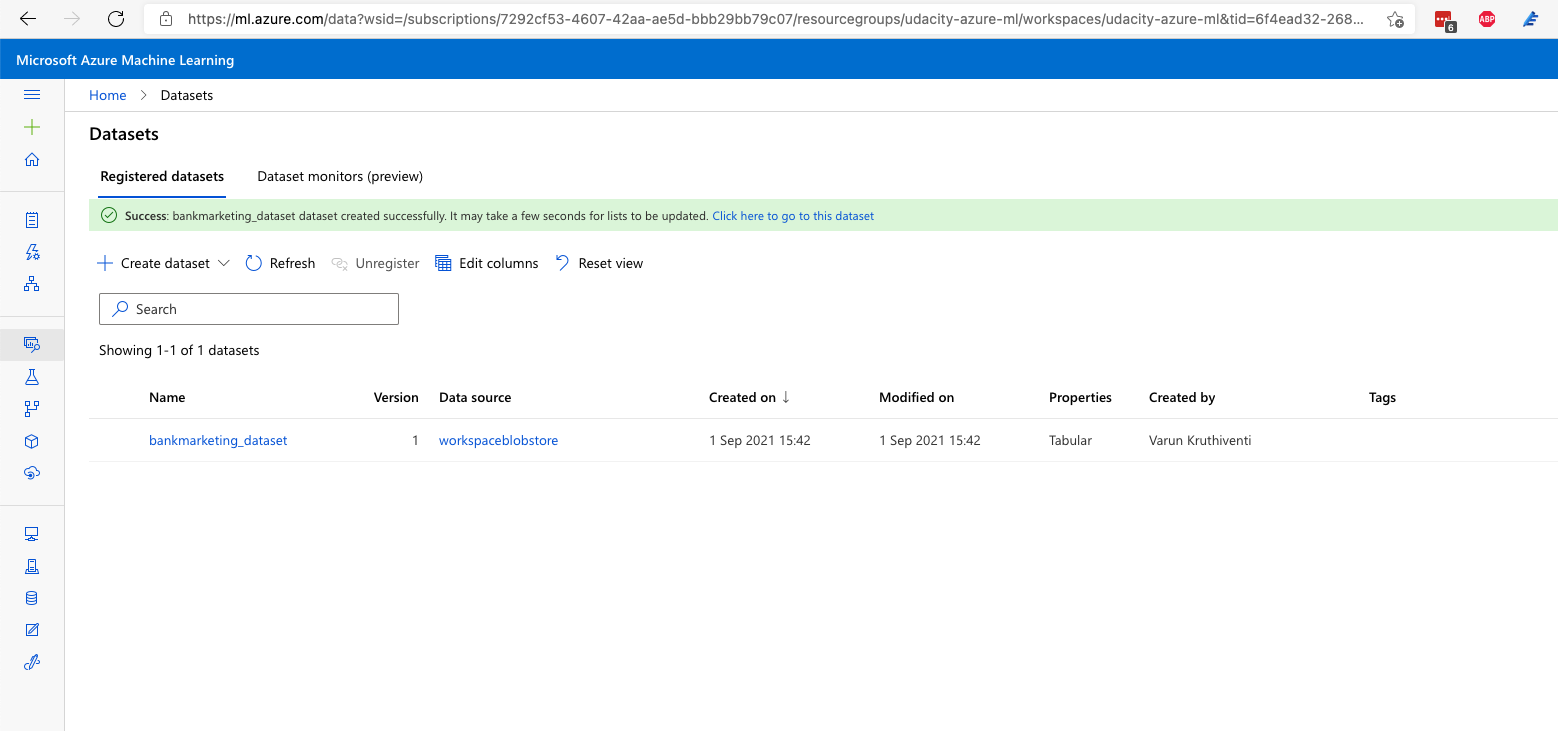 https://ml.azure.com/data?wsid=/subscriptions/7292cf53-4607-42aa-ae5d-bbb29bb79c07/resourcegroups/udacity-azure-ml/workspaces/udacity-azure-ml&tid=6f4ead32-268... 6 ABP
Microsoft Azure Machine Learning
Home > Datasets
Datasets
Registered datasets Dataset monitors (preview)
Success: bankmarketing_dataset dataset created successfully. It may take a few seconds for lists to be updated. Click here to go to this dataset
Create dataset Refresh Unregister Edit columns Reset view
Search
Showing 1-1 of 1 datasets
Name Version Data source Created on ↓ Modified on Properties Created by Tags
bankmarketing_dataset 1 workspaceblobstore 1 Sep 2021 15:42 1 Sep 2021 15:42 Tabular Varun Kruthiventi